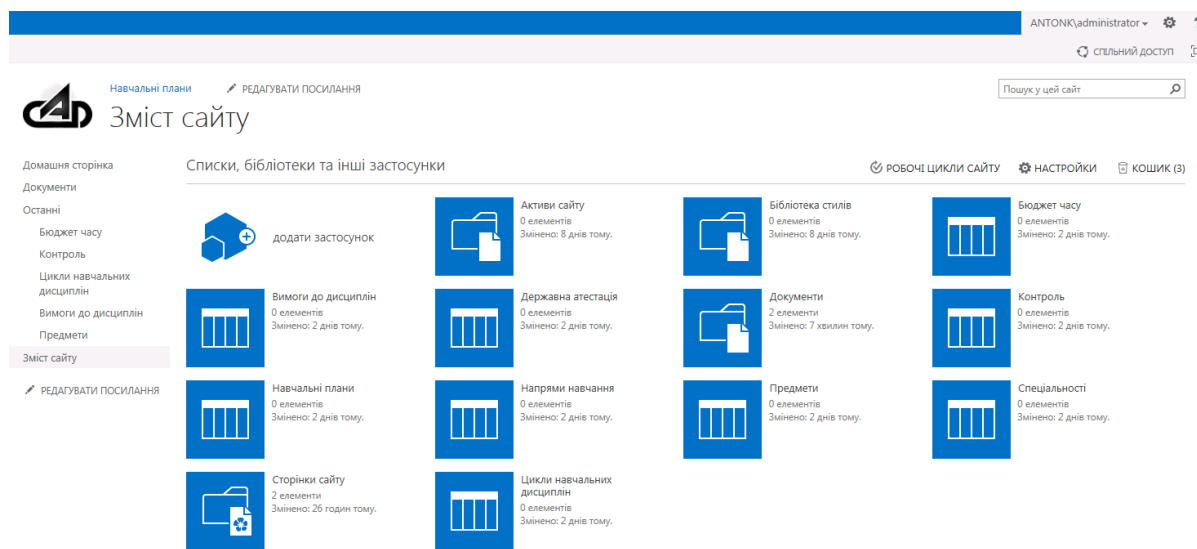 ANTONK\administrator
СПІЛЬНИЙ ДОСТУП
Навчальні плани
РЕДАГУВАТИ ПОСИЛАННЯ
Пошук у цей сайт
Зміст сайту
Домашня сторінка
Документи
Останні
Бюджет часу
Контроль
Цикли навчальних
дисциплін
Вимоги до дисциплін
Предмети
Зміст сайту
РЕДАГУВАТИ ПОСИЛАННЯ
Списки, бібліотеки та інші застосунки
РОБОЧІ ЦИКЛИ САЙТУ
НАСТРОЙКИ
КОШИК (3)
додати застосунок
Активи сайту
0 елементів
Змінено: 8 днів тому.
Бібліотека стилів
0 елементів
Змінено: 8 днів тому.
Бюджет часу
0 елементів
Змінено: 2 днів тому.
Вимоги до дисциплін
0 елементів
Змінено: 2 днів тому.
Державна атестація
0 елементів
Змінено: 2 днів тому.
Документи
2 елементи
Змінено: 7 хвилин тому.
Контроль
0 елементів
Змінено: 2 днів тому.
Навчальні плани
0 елементів
Змінено: 2 днів тому.
Напрями навчання
0 елементів
Змінено: 2 днів тому.
Предмети
0 елементів
Змінено: 2 днів тому.
Спеціальності
0 елементів
Змінено: 2 днів тому.
Сторінки сайту
2 елементи
Змінено: 26 годин тому.
Цикли навчальних
дисциплін
0 елементів
Змінено: 2 днів тому.